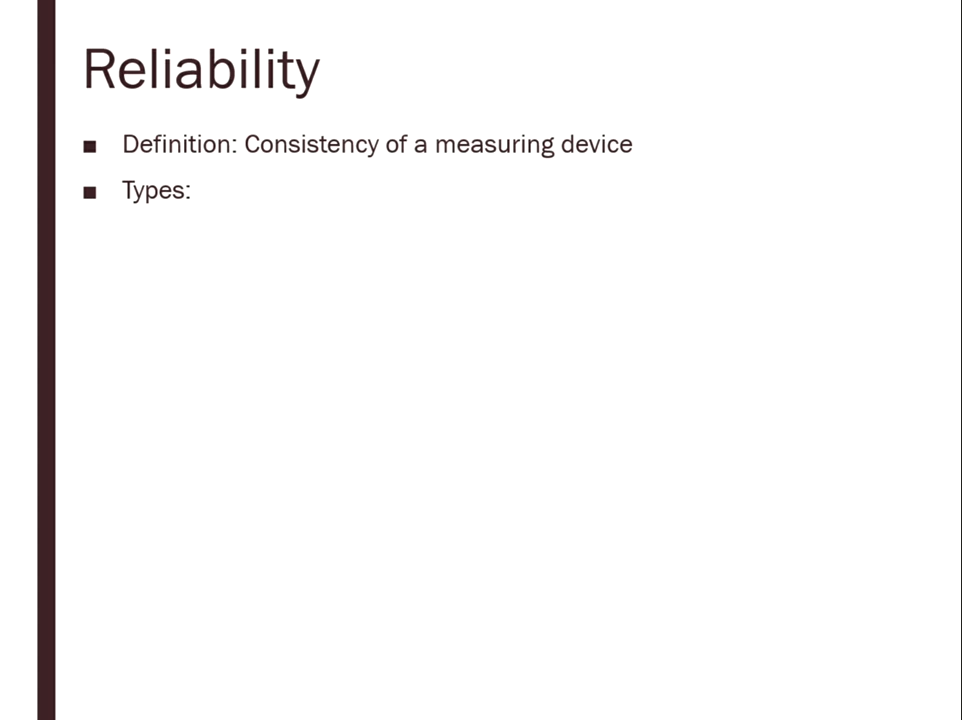 Reliability
■ Definition: Consistency of a measuring device
■ Types: